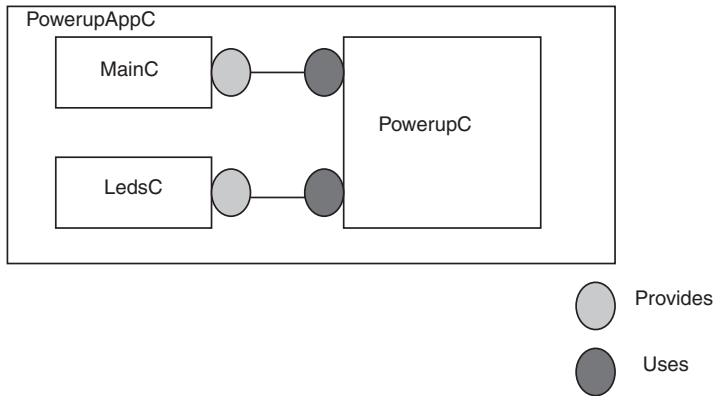 PowerupAppC
MainC
PowerupC
LedsC
Provides
Uses